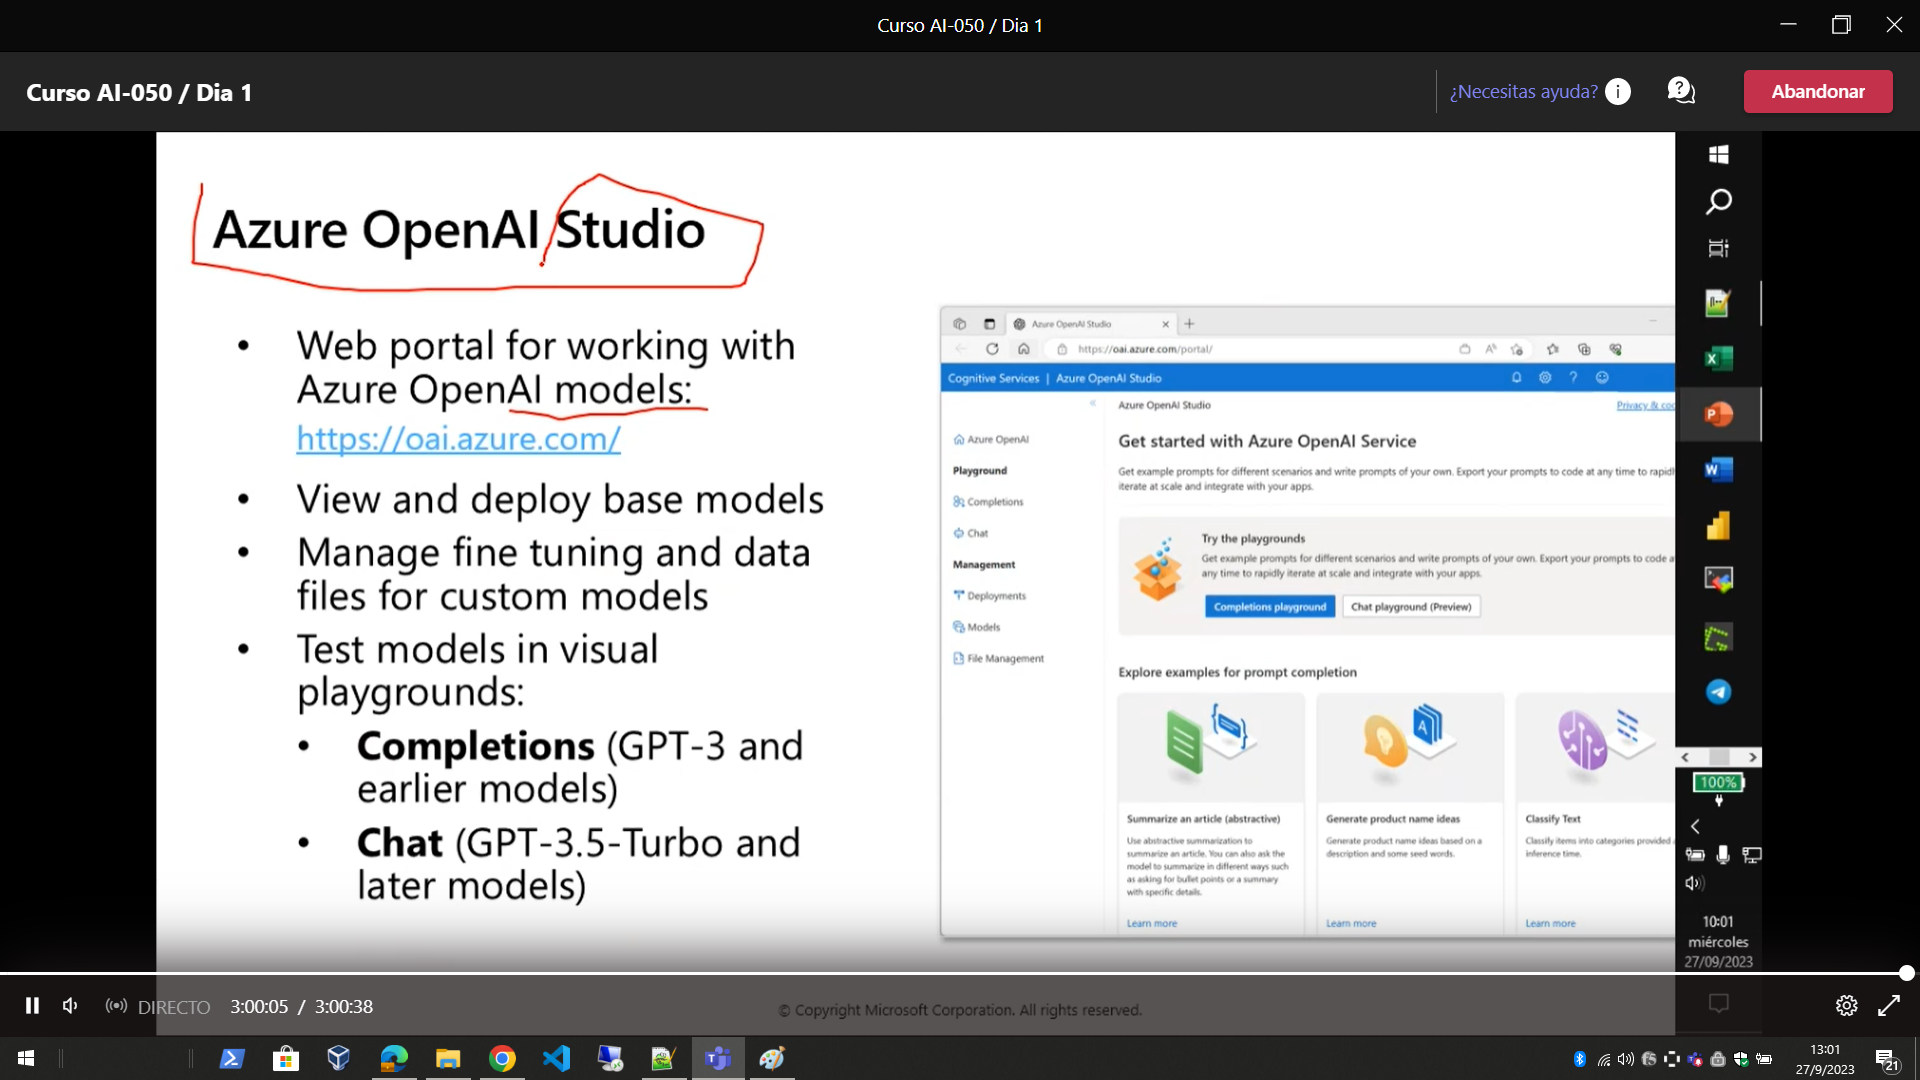 Curso AI-050 / Dia 1
Curso AI-050 / Dia 1
¿Necesitas ayuda?
Abandonar
Azure OpenAI Studio
• Web portal for working with
Azure OpenAI models:
https://oai.azure.com/
• View and deploy base models
• Manage fine tuning and data
files for custom models
• Test models in visual
playgrounds:
• Completions (GPT-3 and
earlier models)
• Chat (GPT-3.5-Turbo and
later models)
Azure OpenAI Studio
https://oai.azure.com/portal/
Cognitive Services | Azure OpenAI Studio
Azure OpenAI Studio
Privacy & coo
Azure OpenAI
Playground
Completions
Chat
Management
Deployments
Models
File Management
Get started with Azure OpenAI Service
Get example prompts for different scenarios and write prompts of your own. Export your prompts to code at any time to rapidl
iterate at scale and integrate with your apps.
Try the playgrounds
Get example prompts for different scenarios and write prompts of your own. Export your prompts to code a
any time to rapidly iterate at scale and integrate with your apps.
Completions playground
Chat playground (Preview)
Explore examples for prompt completion
Summarize an article (abstractive)
Use abstractive summarization to
summarize an article. You can also ask the
model to summarize in different ways such
as asking for bullet points or a summary
with specific details.
Learn more
Generate product name ideas
Generate product name ideas based on a
description and some seed words.
Learn more
Classify Text
Classify items into categories provided a
inference time.
Learn more
100%
10:01
miércoles
27/09/2023
DIRECTO
3:00:05 / 3:00:38
© Copyright Microsoft Corporation. All rights reserved.
13:01
27/9/2023
21